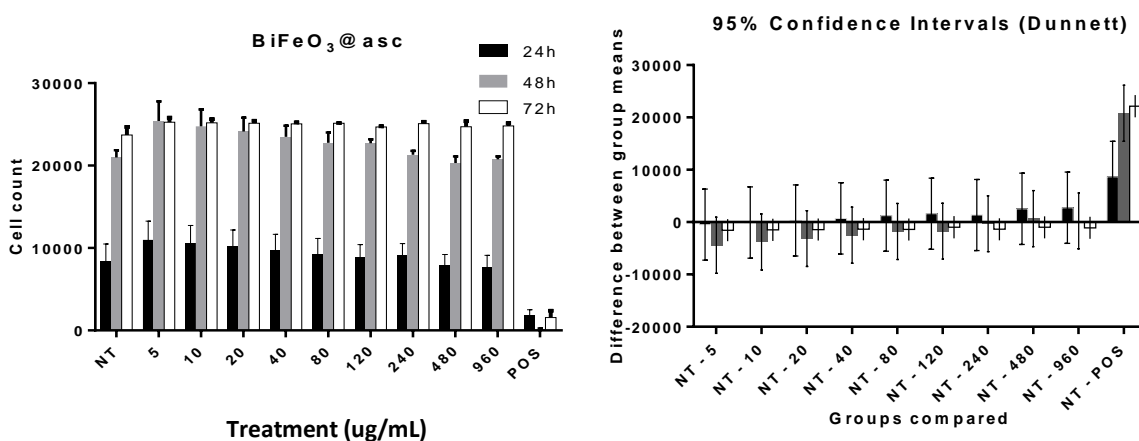 BiFeO3@asc
24h
48h
72h
Cell count
30000
20000
10000
0
NT
5
10
20
40
80
120
240
480
960
POS
Treatment (ug/mL)
95% Confidence Intervals (Dunnett)
Difference between group means
30000
20000
10000
0
-10000
-20000
NT - 5
NT - 10
NT - 20
NT - 40
NT - 80
NT - 120
NT - 240
NT - 480
NT - 960
NT - POS
Groups compared